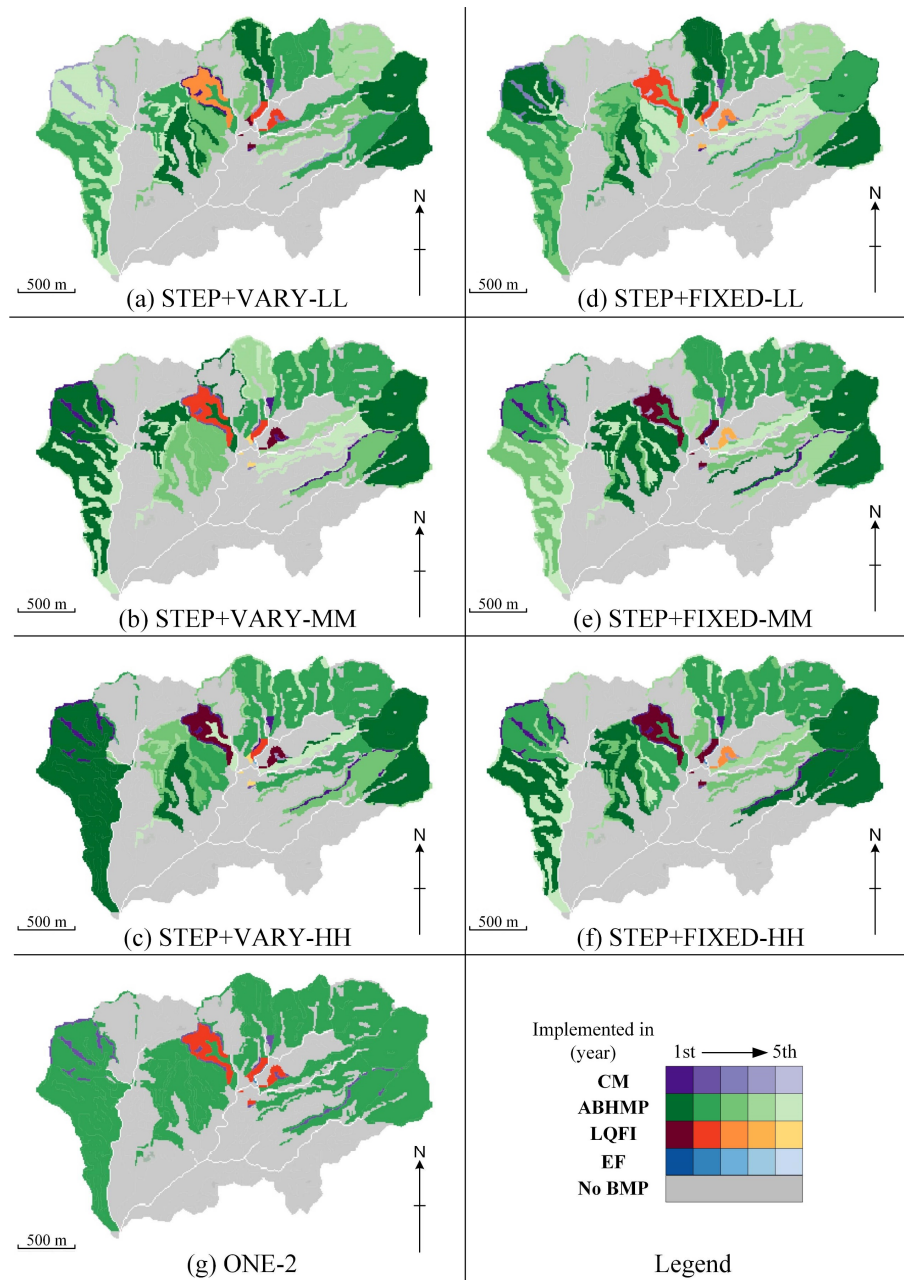 N
N
500 m
(a) STEP+VARY-LL
500 m
(d) STEP+FIXED-LL
N
N
500 m
(b) STEP+VARY-MM
500 m
(e) STEP+FIXED-MM
N
N
500 m
(c) STEP+VARY-HH
500 m
(f) STEP+FIXED-HH
N
500 m
(g) ONE-2
Implemented in
(year)
1st
5th
CM
ABHMP
LQFI
EF
No BMP
Legend